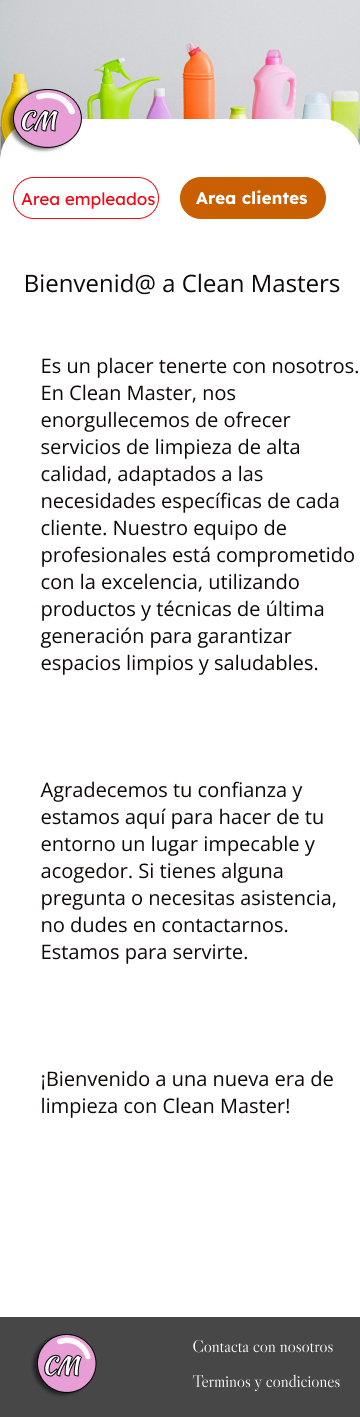 CM
Area empleados
Area clientes
Bienvenid@ a Clean Masters
Es un placer tenerte con nosotros.
En Clean Master, nos
enorgullecemos de ofrecer
servicios de limpieza de alta
calidad, adaptados a las
necesidades específicas de cada
cliente. Nuestro equipo de
profesionales está comprometido
con la excelencia, utilizando
productos y técnicas de última
generación para garantizar
espacios limpios y saludables.
Agradecemos tu confianza y
estamos aquí para hacer de tu
entorno un lugar impecable y
acogedor. Si tienes alguna
pregunta o necesitas asistencia,
no dudes en contactarnos.
Estamos para servirte.
¡Bienvenido a una nueva era de
limpieza con Clean Master!
CM
Contacta con nosotros
Terminos y condiciones